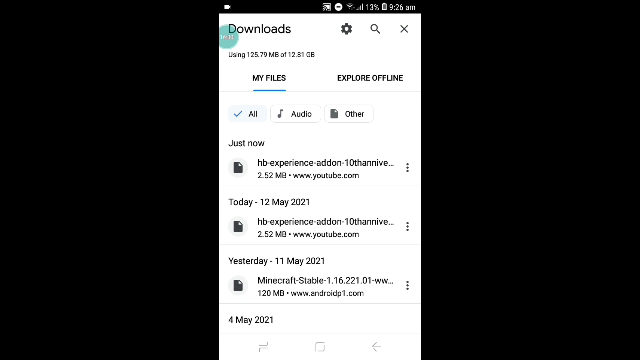 13% 9:26 am
Downloads
Using 125.79 MB of 12.81 GB
MY FILES EXPLORE OFFLINE
All Audio Other
Just now
hb-experience-addon-10thannive...
2.52 MB • www.youtube.com
Today - 12 May 2021
hb-experience-addon-10thannive...
2.52 MB • www.youtube.com
Yesterday - 11 May 2021
Minecraft-Stable-1.16.221.01-ww...
120 MB • www.androidp1.com
4 May 2021